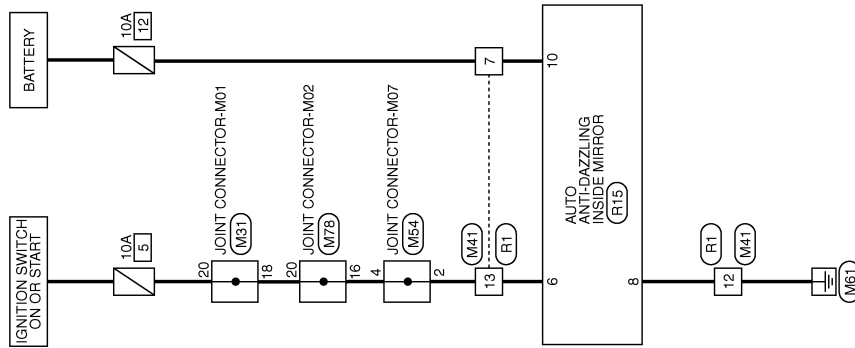 IGNITION SWITCH
ON OR START
BATTERY
10A
5
10A
12
20
JOINT CONNECTOR-M01
M31
18
20
JOINT CONNECTOR-M02
M78
16
4
JOINT CONNECTOR-M07
M54
2
M41
13
7
R1
6
10
AUTO
ANTI-DAZZLING
INSIDE MIRROR
R15
8
R1
12
M41
M61